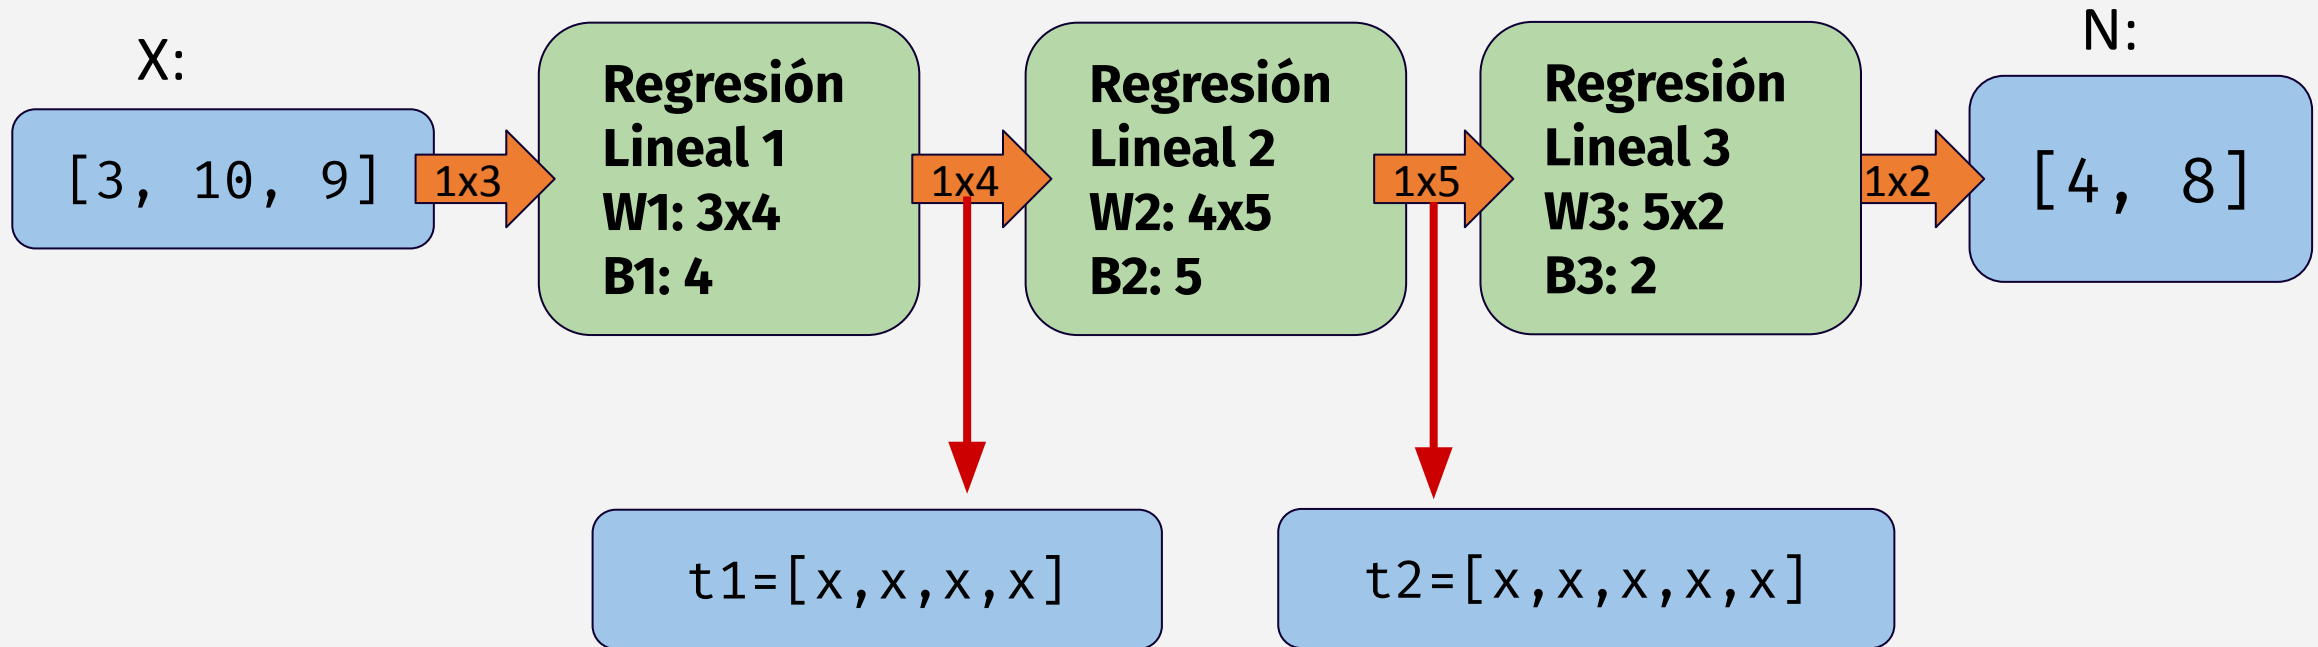 X:
[3, 10, 9]
1x3
Regresión
Lineal 1
W1: 3x4
B1: 4
1x4
Regresión
Lineal 2
W2: 4x5
B2: 5
1x5
Regresión
Lineal 3
W3: 5x2
B3: 2
1x2
N:
[4, 8]
t1=[x,x,x,x]
t2=[x,x,x,x,x]